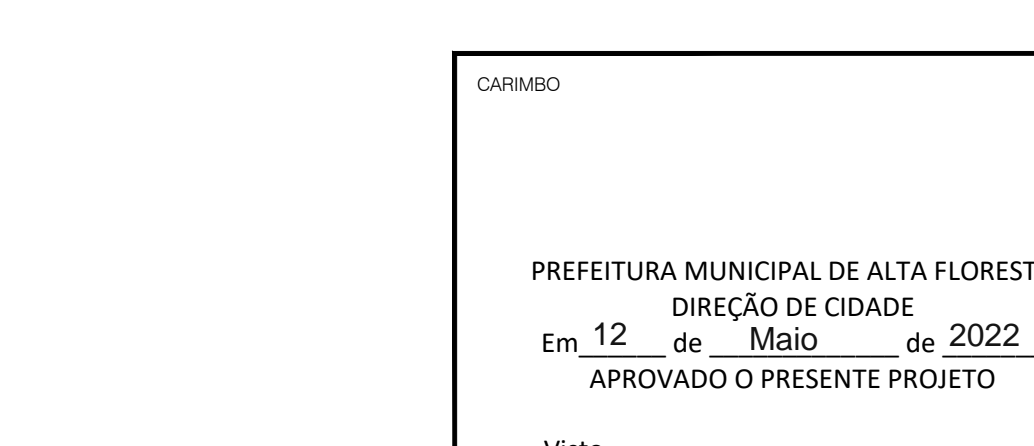 CARIMBO
PREFEITURA MUNICIPAL DE ALTA FLOREST
DIREÇÃO DE CIDADE
Em 12 de Maio de 2022
APROVADO O PRESENTE PROJETO